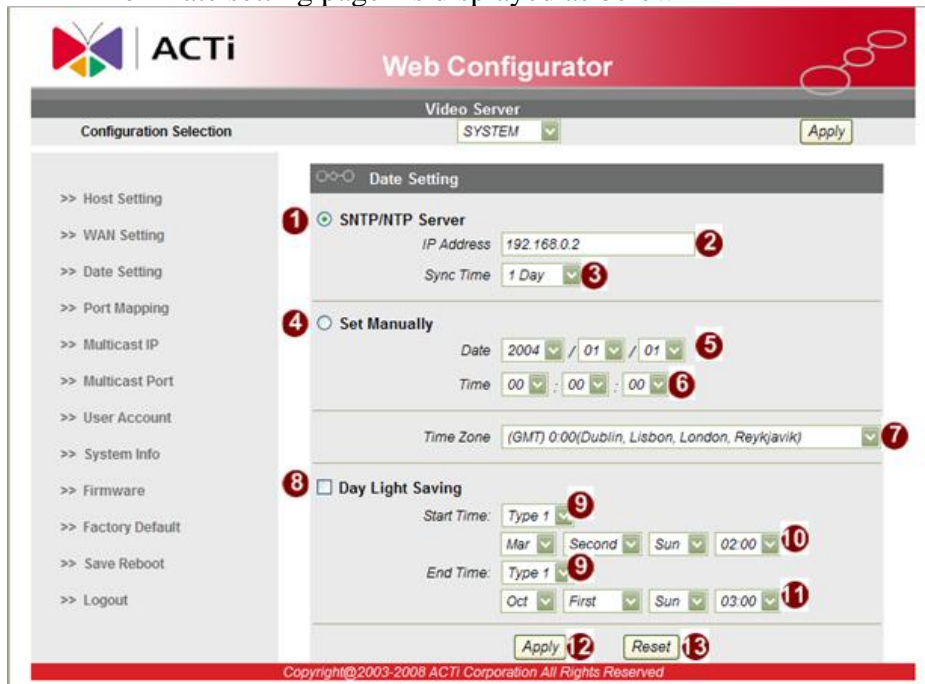 ACTi
Web Configurator
Video Server
Configuration Selection SYSTEM Apply
>> Host Setting
>> WAN Setting
>> Date Setting
>> Port Mapping
>> Multicast IP
>> Multicast Port
>> User Account
>> System Info
>> Firmware
>> Factory Default
>> Save Reboot
>> Logout
Date Setting
1 SNTP/NTP Server
IP Address 192.168.0.2 2
Sync Time 1 Day 3
4 Set Manually
Date 2004 / 01 / 01 5
Time 00 : 00 : 00 6
Time Zone (GMT) 0:00(Dublin, Lisbon, London, Reykjavik) 7
8 Day Light Saving
Start Time: Type 1 9
Mar Second Sun 02:00 10
End Time: Type 1 9
Oct First Sun 03:00 11
Apply 12 Reset 13
Copyright@2003-2008 ACTi Corporation All Rights Reserved